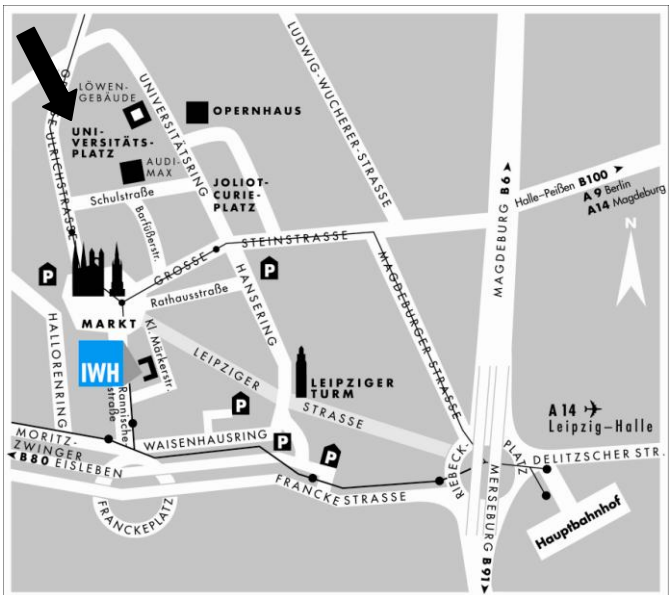 GROSSE ULRICHSTRASSE
LÖWEN-
GEBÄUDE
UNIVERSITÄTSRING
OPERNHAUS
LUDWIG-WUCHERER-STRASSE
UNI-
VERSITÄTS-
PLATZ
AUDI-
MAX
JOLIOT-
CURIE-
PLATZ
Schulstraße
Barfüßerstr.
MAGDEBURG B6
Halle-Peißen B100
A 9 Berlin
A14 Magdeburg
N
GROSSE STEINSTRASSE
P
P
Rathausstraße
HANSERING
MAGDEBURGER STRASSE
MARKT
HALLORENRING
Kl. Märkerstr.
IWH
Rannische
straße
LEIPZIGER STRASSE
LEIPZIGER
TURM
P
A 14
Leipzig-Halle
MORITZ-
ZWINGER
WAISENHAUSRING
P
P
RIEBECK-
PLATZ
DELITZSCHER STR.
B80 EISLEBEN
FRANCKESTRASSE
FRANCKEPLATZ
MERSEBURG B91
Hauptbahnhof